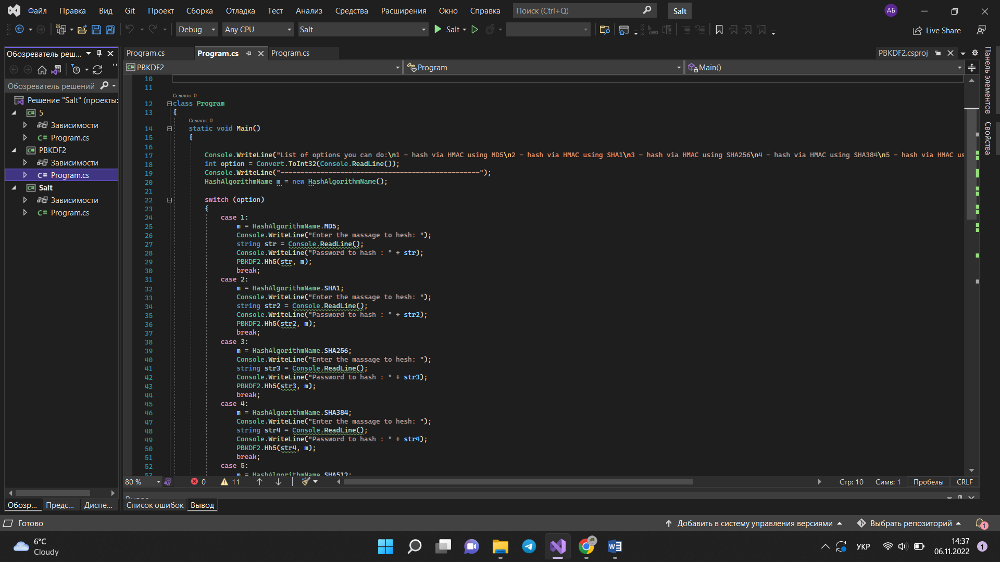 Файл Правка Вид Git Проект Сборка Отладка Тест Анализ Средства Расширения Окно Справка Поиск (Ctrl+Q) Salt АБ
Debug Any CPU Salt Salt Live Share
Обозреватель реш... Program.cs Program.cs Program.cs PBKDF2.csproj
PBKDF2 Program Main()
Обозреватель решений
Решение "Salt" (проекты:
5
Зависимости
Program.cs
PBKDF2
Зависимости
Program.cs
Salt
Зависимости
Program.cs
10
11
Ссылок: 0
12 class Program
13 {
Ссылок: 0
14 static void Main()
15 {
16
17 Console.WriteLine("List of options you can do:\n1 - hash via HMAC using MD5\n2 - hash via HMAC using SHA1\n3 - hash via HMAC using SHA256\n4 - hash via HMAC using SHA384\n5 - hash via HMAC us
18 int option = Convert.ToInt32(Console.ReadLine());
19 Console.WriteLine("--------------------------------------------------");
20 HashAlgorithmName m = new HashAlgorithmName();
21
22 switch (option)
23 {
24 case 1:
25 m = HashAlgorithmName.MD5;
26 Console.WriteLine("Enter the massage to hesh: ");
27 string str = Console.ReadLine();
28 Console.WriteLine("Password to hash : " + str);
29 PBKDF2.Hh5(str, m);
30 break;
31 case 2:
32 m = HashAlgorithmName.SHA1;
33 Console.WriteLine("Enter the massage to hesh: ");
34 string str2 = Console.ReadLine();
35 Console.WriteLine("Password to hash : " + str2);
36 PBKDF2.Hh5(str2, m);
37 break;
38 case 3:
39 m = HashAlgorithmName.SHA256;
40 Console.WriteLine("Enter the massage to hesh: ");
41 string str3 = Console.ReadLine();
42 Console.WriteLine("Password to hash : " + str3);
43 PBKDF2.Hh5(str3, m);
44 break;
45 case 4:
46 m = HashAlgorithmName.SHA384;
47 Console.WriteLine("Enter the massage to hesh: ");
48 string str4 = Console.ReadLine();
49 Console.WriteLine("Password to hash : " + str4);
50 PBKDF2.Hh5(str4, m);
51 break;
52 case 5:
53 m = HashAlgorithmName.SHA512;
Панель элементов
Свойства
80 % 0 11 Стр: 10 Симв: 1 Пробелы CRLF
Вывод
Обозр... Предс... Диспе... Список ошибок Вывод
Готово Добавить в систему управления версиями Выбрать репозиторий 1
6°C
Cloudy
УКР
14:37
06.11.2022
1